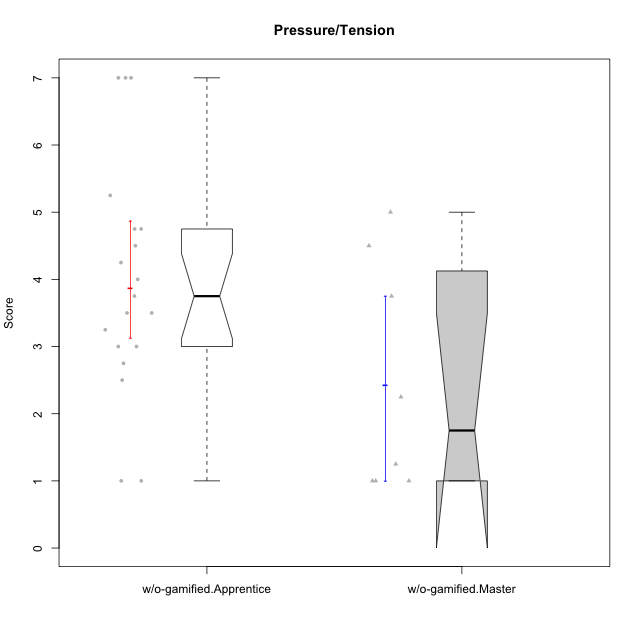 Pressure/Tension
Score
7
6
5
4
3
2
1
0
w/o-gamified.Apprentice
w/o-gamified.Master